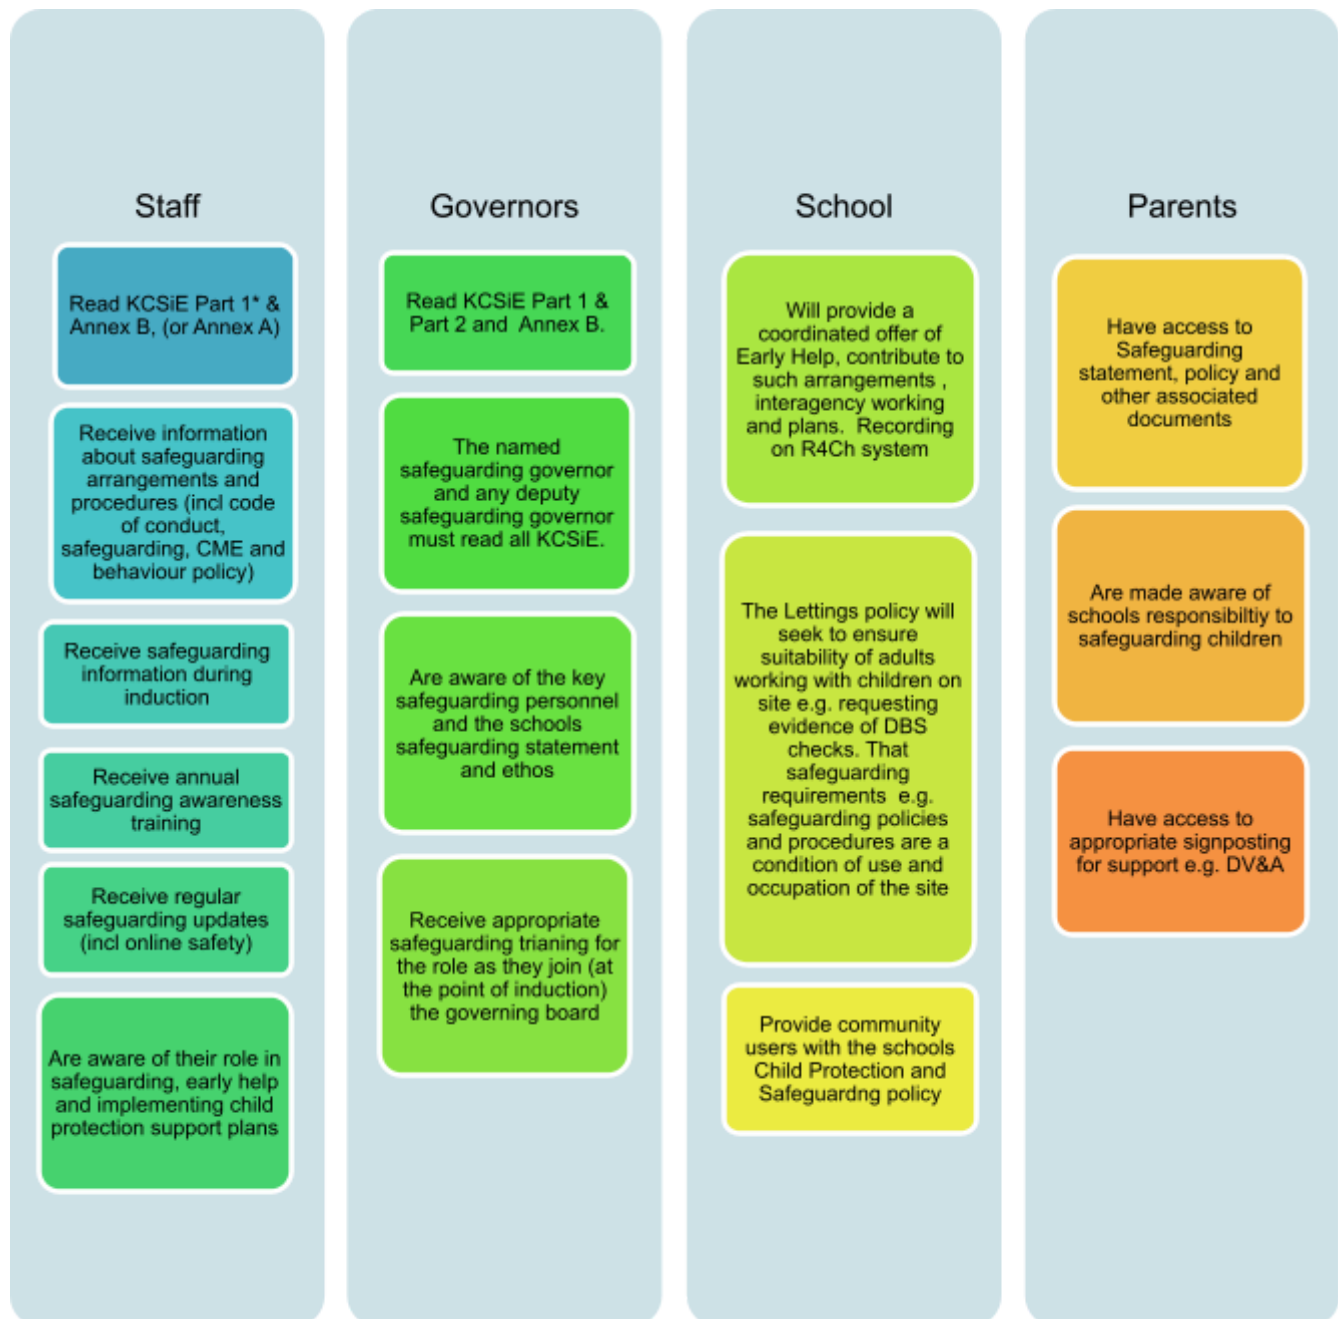 Staff
Read KCSiE Part 1* &
Annex B, (or Annex A)
Receive information
about safeguarding
arrangements and
procedures (incl code
of conduct,
safeguarding, CME and
behaviour policy)
Receive safeguarding
information during
induction
Receive annual
safeguarding awareness
training
Receive regular
safeguarding updates
(incl online safety)
Are aware of their role in
safeguarding, early help
and implementing child
protection support plans
Governors
Read KCSiE Part 1 &
Part 2 and Annex B.
The named
safeguarding governor
and any deputy
safeguarding governor
must read all KCSiE.
Are aware of the key
safeguarding personnel
and the schools
safeguarding statement
and ethos
Receive appropriate
safeguarding trianing for
the role as they join (at
the point of induction)
the governing board
School
Will provide a
coordinated offer of
Early Help, contribute to
such arrangements ,
interagency working
and plans. Recording
on R4Ch system
The Lettings policy will
seek to ensure
suitability of adults
working with children on
site e.g. requesting
evidence of DBS
checks. That
safeguarding
requirements e.g.
safeguarding policies
and procedures are a
condition of use and
occupation of the site
Provide community
users with the schools
Child Protection and
Safeguardng policy
Parents
Have access to
Safeguarding
statement, policy and
other associated
documents
Are made aware of
schools responsibiltiy to
safeguarding children
Have access to
appropriate signposting
for support e.g. DV&A